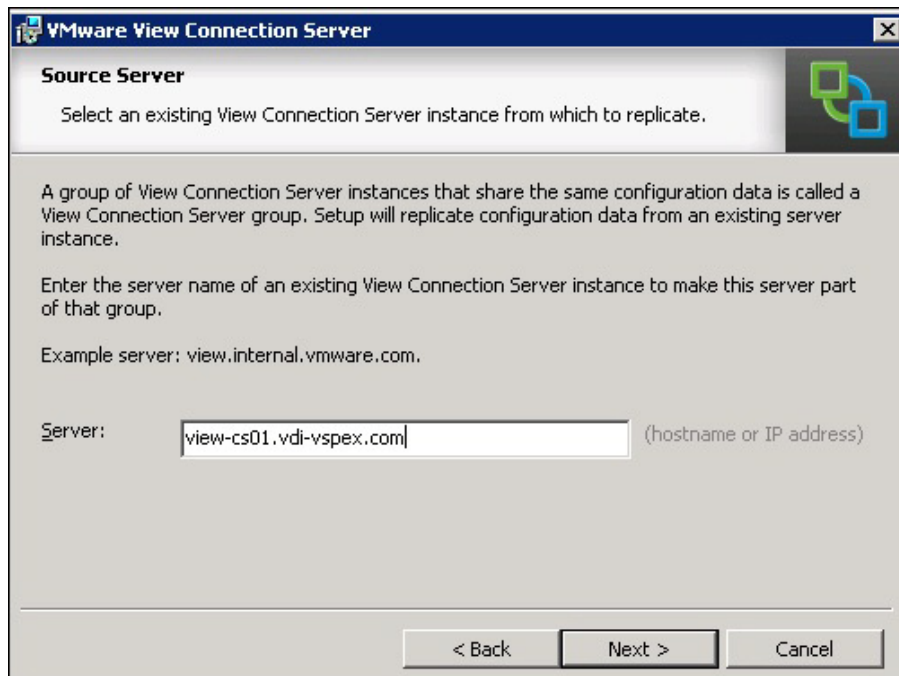 VMware View Connection Server
Source Server
Select an existing View Connection Server instance from which to replicate.
A group of View Connection Server instances that share the same configuration data is called a
View Connection Server group. Setup will replicate configuration data from an existing server
instance.
Enter the server name of an existing View Connection Server instance to make this server part
of that group.
Example server: view.internal.vmware.com.
Server: view-cs01.vdi-vspex.com (hostname or IP address)
< Back Next > Cancel